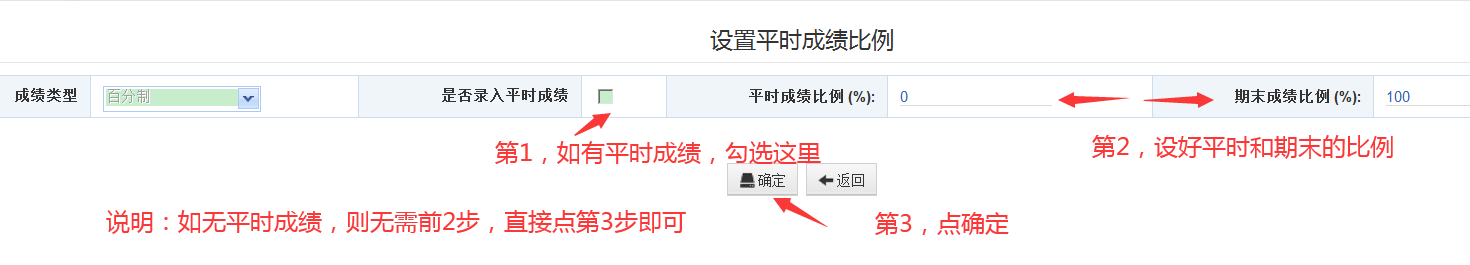 设置平时成绩比例
成绩类型 百分制 是否录入平时成绩 平时成绩比例 (%): 0 期末成绩比例 (%): 100
第1，如有平时成绩，勾选这里 第2，设好平时和期末的比例
确定 返回
说明：如无平时成绩，则无需前2步，直接点第3步即可 第3，点确定